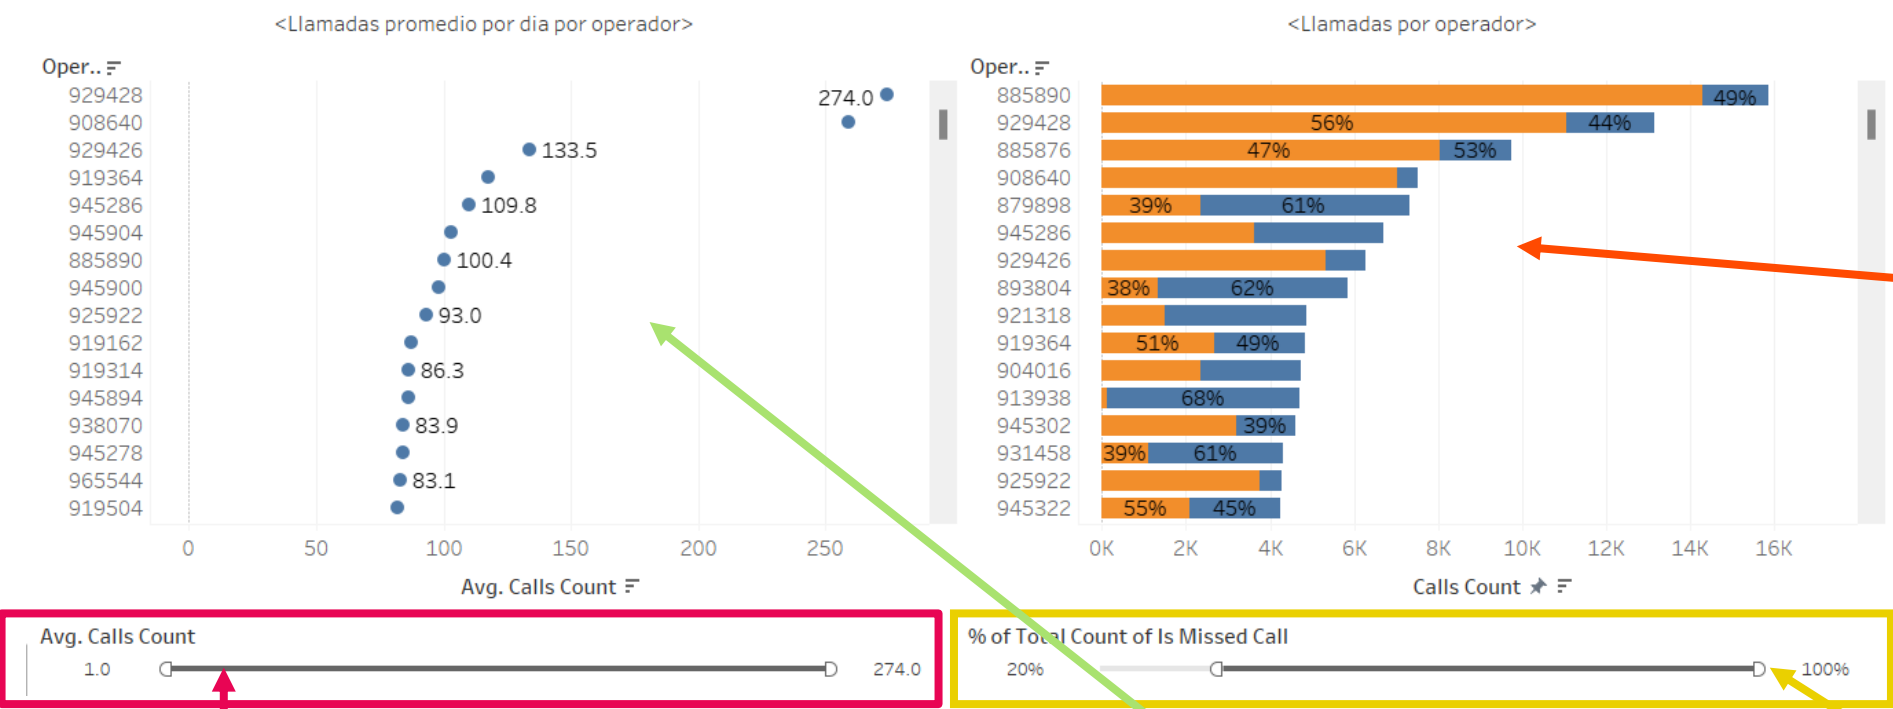 <Llamadas promedio por dia por operador>
Oper..
929428 274.0
908640
929426 133.5
919364
945286 109.8
945904
885890 100.4
945900
925922 93.0
919162
919314 86.3
945894
938070 83.9
945278
965544 83.1
919504
0 50 100 150 200 250
Avg. Calls Count
Avg. Calls Count
1.0 274.0
<Llamadas por operador>
Oper..
885890 49%
929428 56% 44%
885876 47% 53%
908640
879898 39% 61%
945286
929426
893804 38% 62%
921318
919364 51% 49%
904016
913938 68%
945302 39%
931458 39% 61%
925922
945322 55% 45%
0K 2K 4K 6K 8K 10K 12K 14K 16K
Calls Count
% of Total Count of Is Missed Call
20% 100%